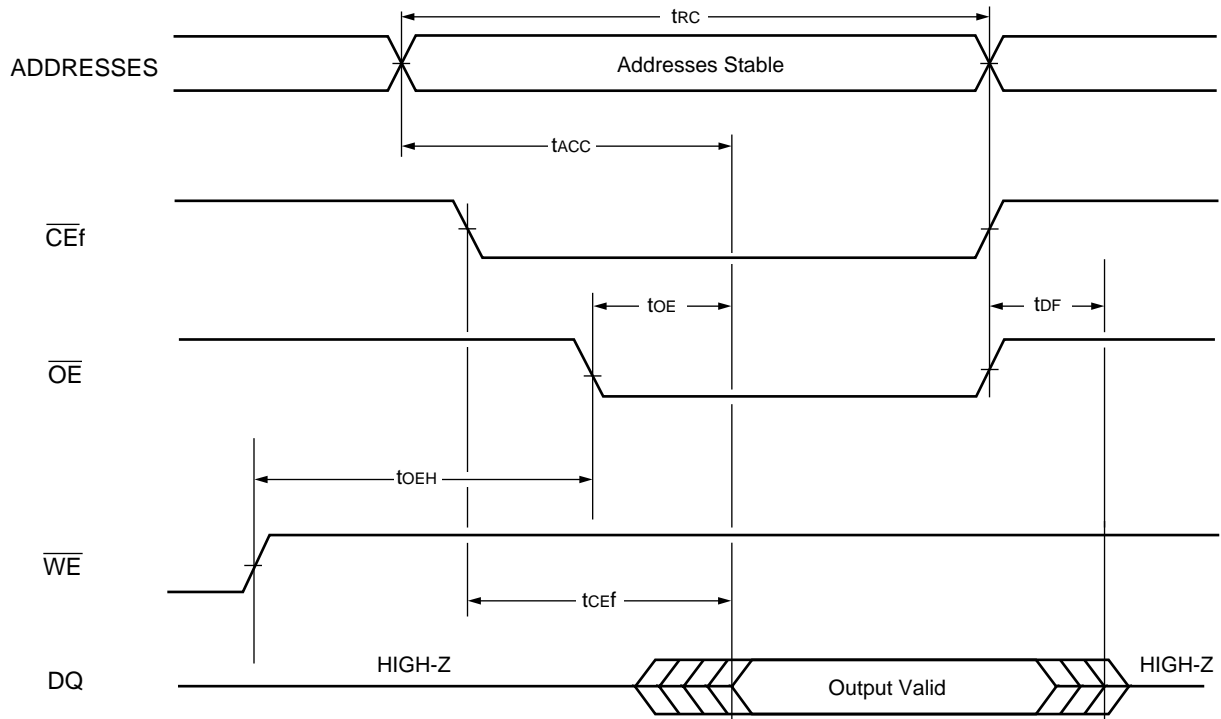 tRC
ADDRESSES
Addresses Stable
tACC
CEf
tOE
tDF
OE
tOEH
WE
tCEf
HIGH-Z
HIGH-Z
DQ
Output Valid